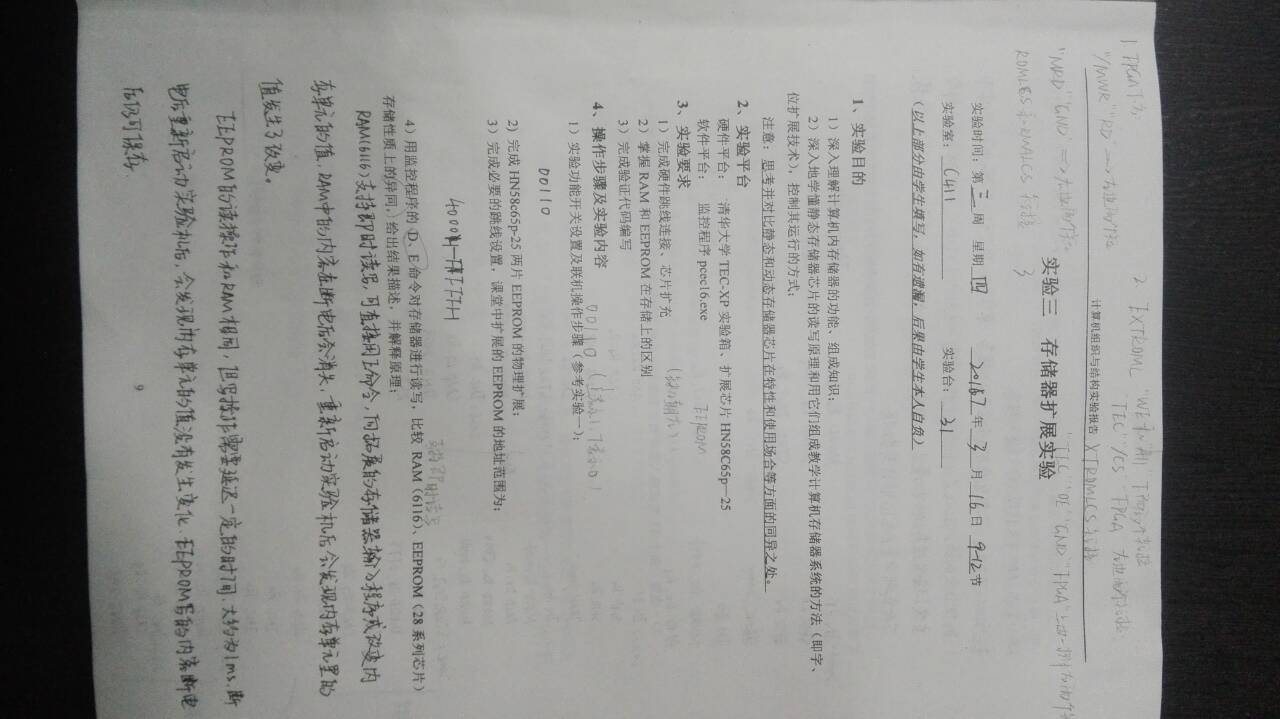 1. FPGA下方
2. EXTROML "WE和" 下
"/MWR" "RD" => 左边两个
TEC" "/CS" "FPGA 左边两个短接
计算机组织与结构实验报告 短接
"MRD" "GND" => 左边两个
"OE" "GND" "FPGA"
实验三 存储器扩展实验
ROMLCS 和 短接 3
实验时间：第三周 星期四 2017年3月16日 9-12节
实验室：C411 实验台：31
（以上部分由学生填写，如有遗漏，后果由学生本人自负）
1、实验目的
1）深入理解计算机内存储器的功能、组成知识；
2）深入地学懂静态存储器芯片的读写原理和用它们组成教学计算机存储器系统的方法（即字、
位扩展技术），控制其运行的方式；
注意：思考并对比静态和动态存储器芯片在特性和使用场合等方面的同异之处。
2、实验平台
硬件平台： 清华大学 TEC-XP 实验箱、扩展芯片 HN58C65p—25
软件平台： 监控程序 pcec16.exe EEPROM
3、实验要求
1）完成硬件跳线连接、芯片扩充 （缺口朝左）
2）掌握 RAM 和 EEPROM 在存储上的区别
3）完成验证代码编写
4、操作步骤及实验内容 00110 （上表示1，下表示0）
1）实验功能开关设置及联机操作步骤（参考实验一）；
00110
2) 完成 HN58c65p-25 两片 EEPROM 的物理扩展；
3）完成必要的跳线设置，课堂中扩展的 EEPROM 的地址范围为：
支持即时读写
4）用监控程序的 D、E 命令对存储器进行读写，比较 RAM（6116）、EEPROM（28 系列芯片）
存储性质上的异同，给出结果描述，并解释原理；
RAM(6116)支持即时读写，可直接用E命令，向拓展的存储器输入程序或改变内
存单元的值，RAM中的内容在断电后会消失，重新启动实验机后会发现内存单元里的
值发生了改变。
EEPROM的读操作和RAM相同，但写操作需要延迟一定的时间，大约为1ms.断
电后重新启动实验机后，会发现内存单元的值没有发生变化.EEPROM写的内容断电
后仍可保存.
9